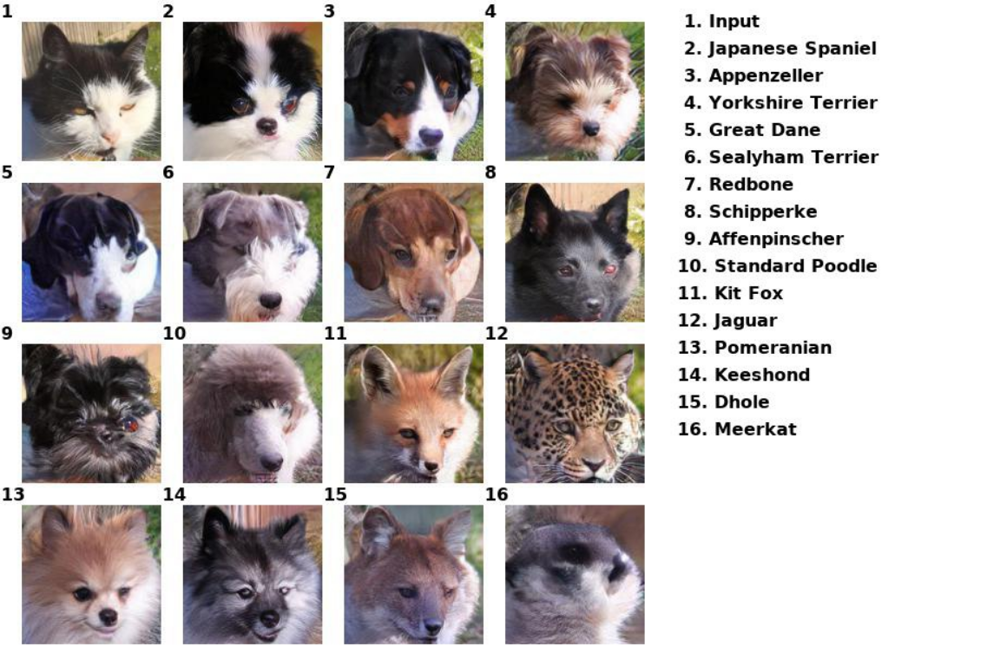 1 2 3 4
5 6 7 8
9 10 11 12
13 14 15 16
1. Input
2. Japanese Spaniel
3. Appenzeller
4. Yorkshire Terrier
5. Great Dane
6. Sealyham Terrier
7. Redbone
8. Schipperke
9. Affenpinscher
10. Standard Poodle
11. Kit Fox
12. Jaguar
13. Pomeranian
14. Keeshond
15. Dhole
16. Meerkat